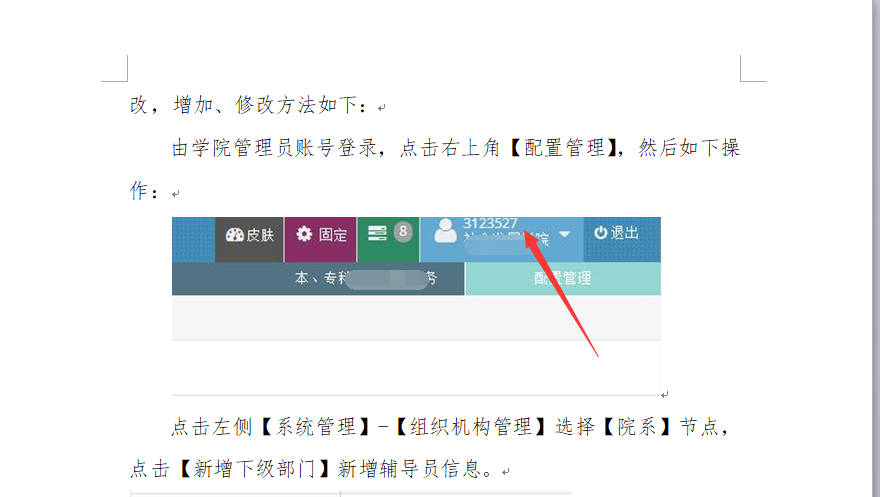 改，增加、修改方法如下：
由学院管理员账号登录，点击右上角【配置管理】，然后如下操
作：
皮肤 固定 8 3123527 退出
院
本、专科 务 配置管理
点击左侧【系统管理】-【组织机构管理】选择【院系】节点，
点击【新增下级部门】新增辅导员信息。